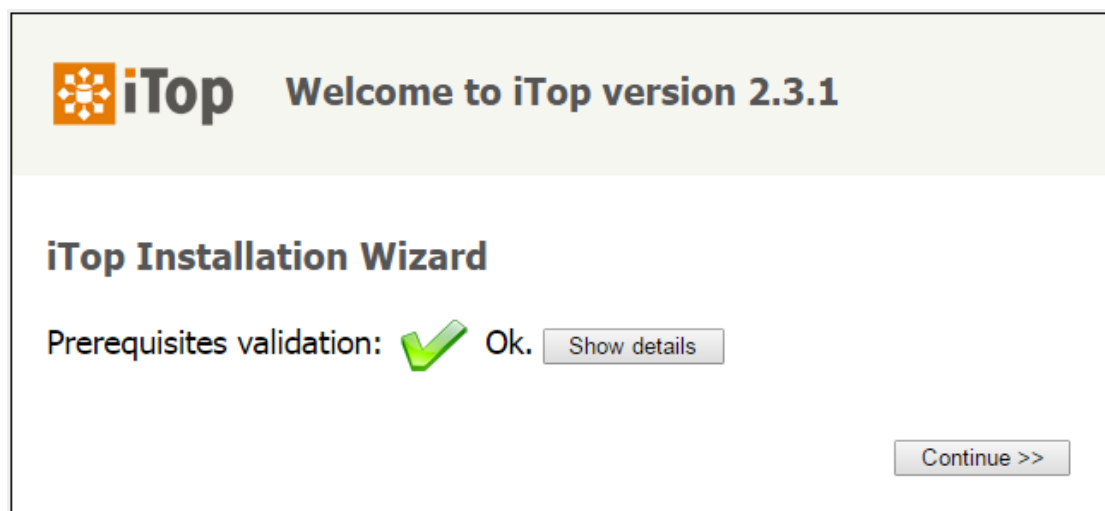 iTop Welcome to iTop version 2.3.1
iTop Installation Wizard
Prerequisites validation: Ok. Show details
Continue >>